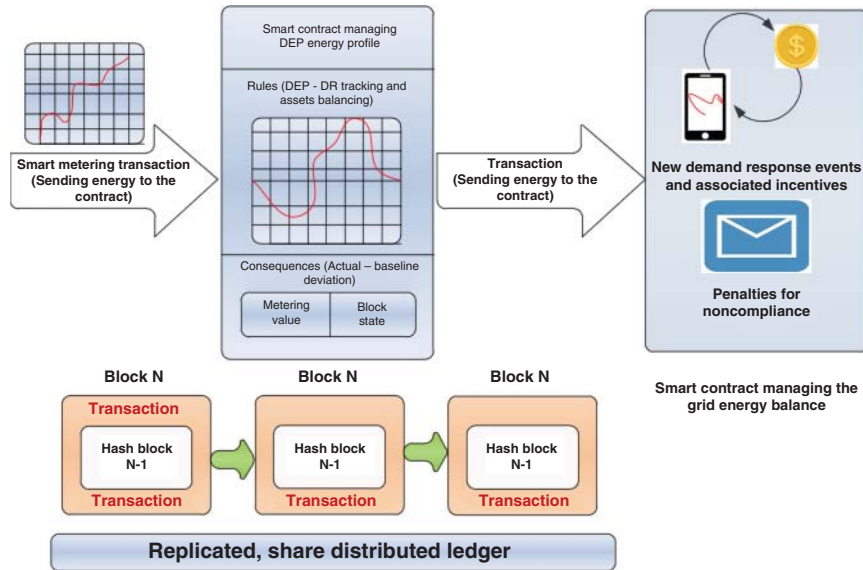 Smart metering transaction
(Sending energy to the
contract)
Smart contract managing
DEP energy profile
Rules (DEP - DR tracking and
assets balancing)
Consequences (Actual – baseline
deviation)
Metering
value
Block
state
Transaction
(Sending energy to the
contract)
$
New demand response events
and associated incentives
Penalties for
noncompliance
Smart contract managing the
grid energy balance
Block N
Transaction
Hash block
N-1
Transaction
Block N
Hash block
N-1
Transaction
Block N
Hash block
N-1
Transaction
Replicated, share distributed ledger